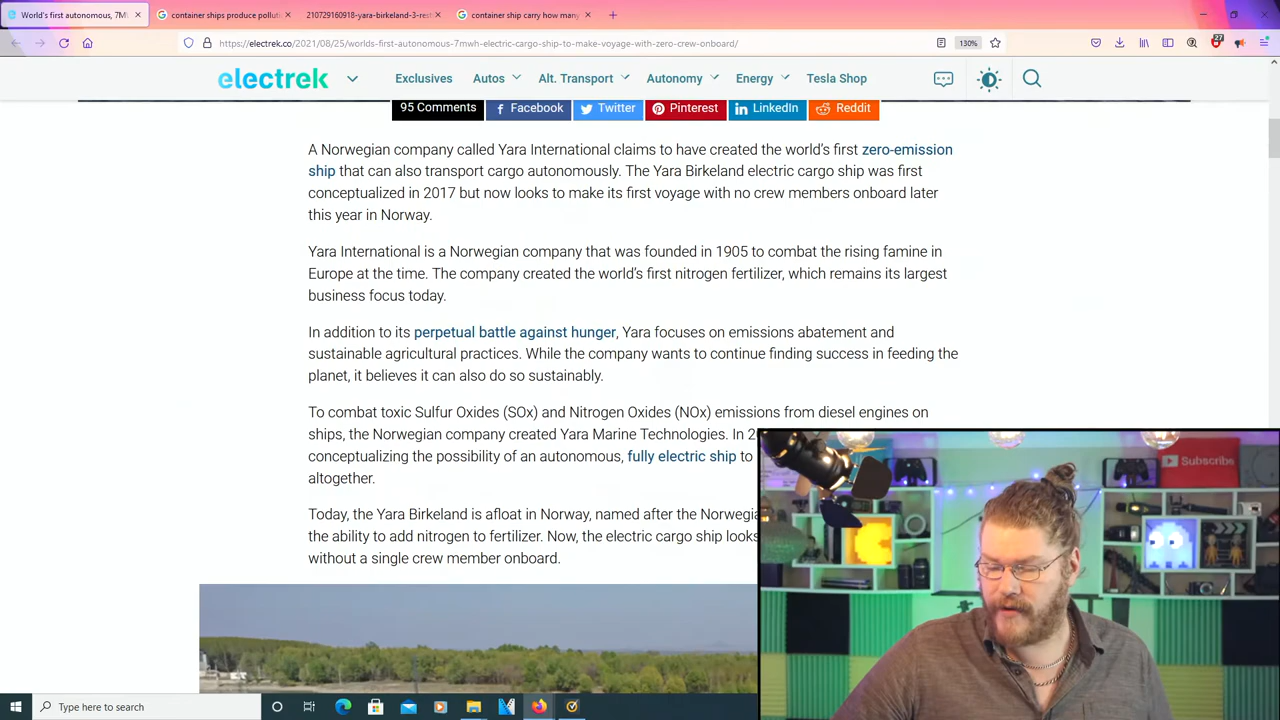 World's first autonomous, 7M
container ships produce polluti
210729160918-yara-birkeland-3-rest
container ship carry how many
https://electrek.co/2021/08/25/worlds-first-autonomous-7mwh-electric-cargo-ship-to-make-voyage-with-zero-crew-onboard/
130%
27
electrek
Exclusives Autos Alt. Transport Autonomy Energy Tesla Shop
95 Comments Facebook Twitter Pinterest LinkedIn Reddit
A Norwegian company called Yara International claims to have created the world's first zero-emission
ship that can also transport cargo autonomously. The Yara Birkeland electric cargo ship was first
conceptualized in 2017 but now looks to make its first voyage with no crew members onboard later
this year in Norway.
Yara International is a Norwegian company that was founded in 1905 to combat the rising famine in
Europe at the time. The company created the world's first nitrogen fertilizer, which remains its largest
business focus today.
In addition to its perpetual battle against hunger, Yara focuses on emissions abatement and
sustainable agricultural practices. While the company wants to continue finding success in feeding the
planet, it believes it can also do so sustainably.
To combat toxic Sulfur Oxides (SOx) and Nitrogen Oxides (NOx) emissions from diesel engines on
ships, the Norwegian company created Yara Marine Technologies. In 2
conceptualizing the possibility of an autonomous, fully electric ship to
altogether.
Today, the Yara Birkeland is afloat in Norway, named after the Norwegia
the ability to add nitrogen to fertilizer. Now, the electric cargo ship looks
without a single crew member onboard.
Subscribe
Type here to search